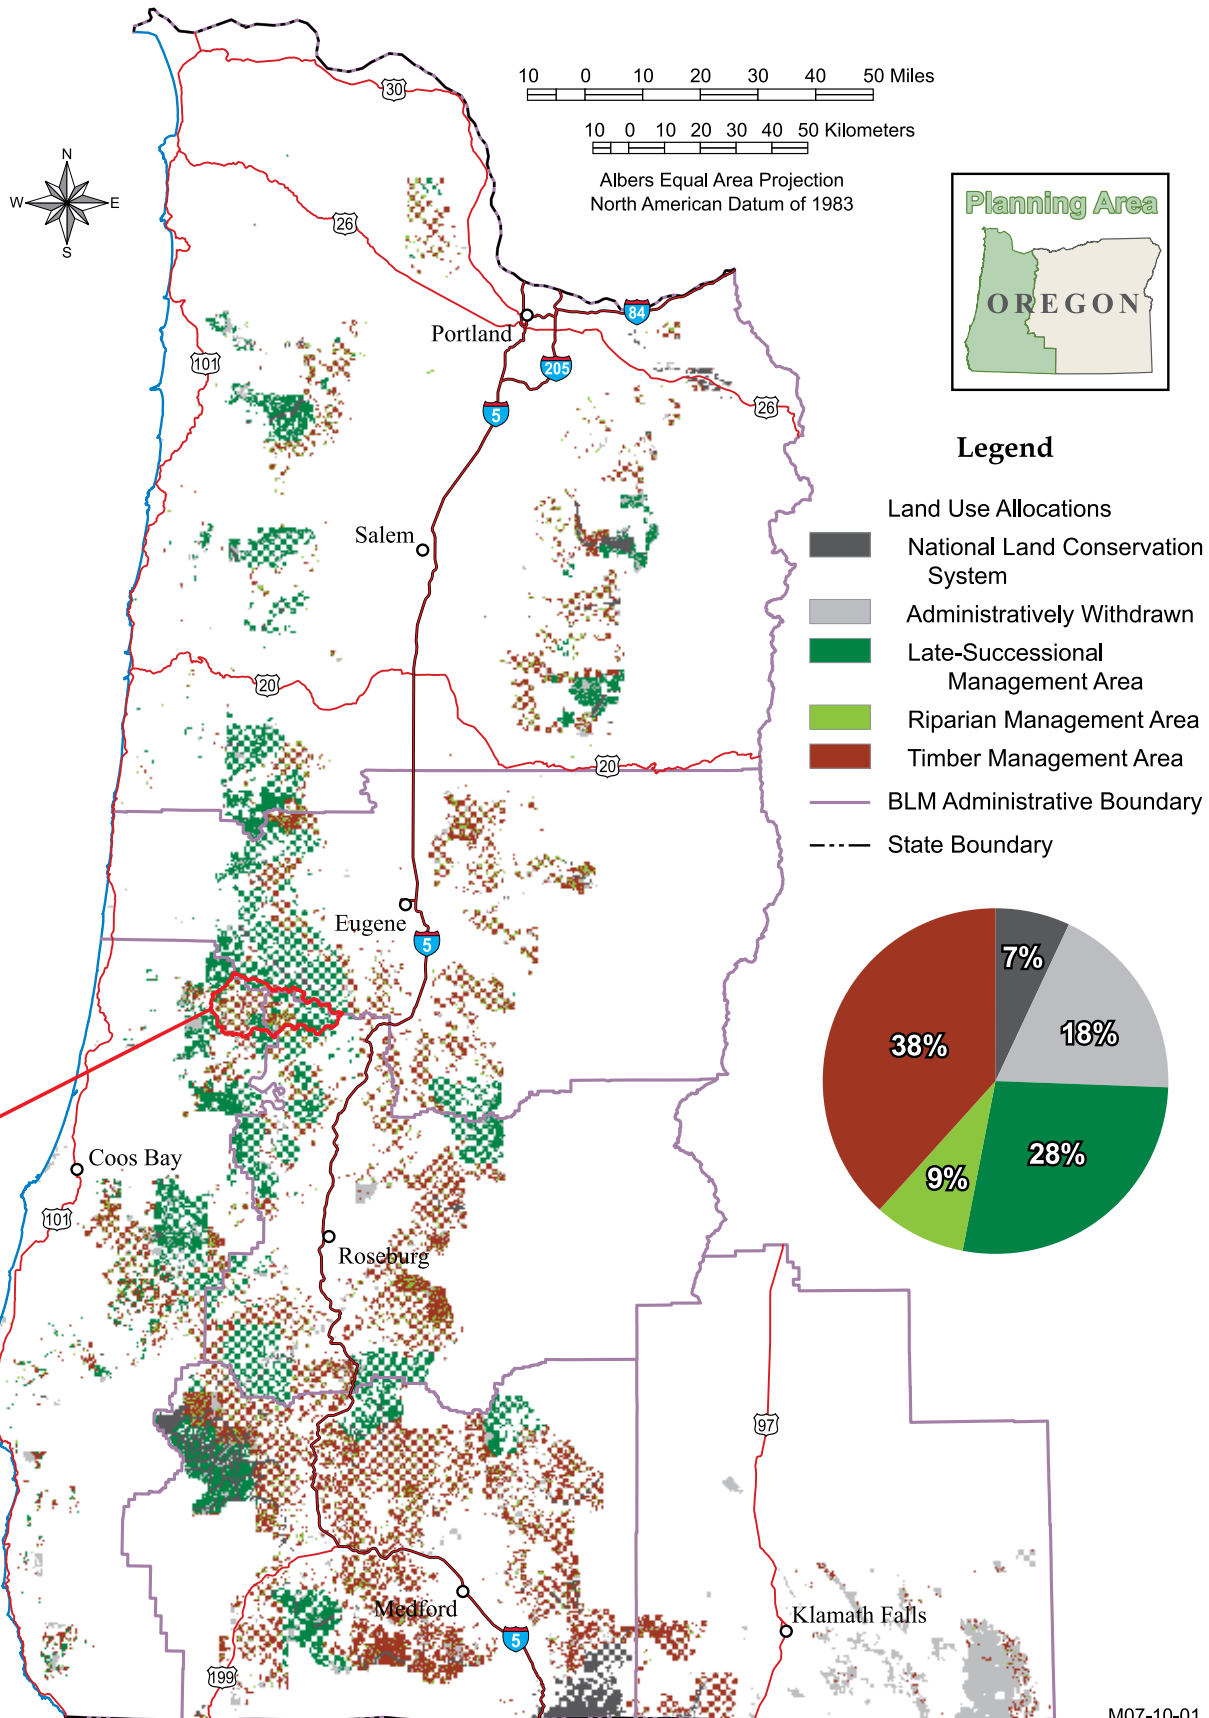 10 0 10 20 30 40 50 Miles
10 0 10 20 30 40 50 Kilometers
Albers Equal Area Projection
North American Datum of 1983
N
W E
S
30
26
Planning Area
OREGON
84
Portland
101
205
5
26
Legend
Land Use Allocations
National Land Conservation
System
Administratively Withdrawn
Late-Successional
Management Area
Riparian Management Area
Timber Management Area
BLM Administrative Boundary
State Boundary
Salem
20
20
Eugene
5
7%
18%
38%
28%
9%
Coos Bay
101
Roseburg
97
Medford
Klamath Falls
5
199
M07-10-01